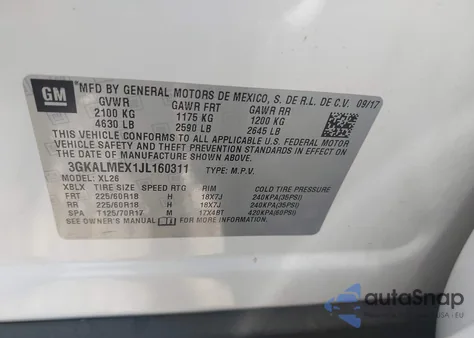 GM
*MFD BY GENERAL MOTORS DE MEXICO, S. DE R.L. DE C.V. 09/17
GVWR GAWR FRT GAWR RR
2100 KG 1175 KG 1200 KG
4630 LB 2590 LB 2645 LB
THIS VEHICLE CONFORMS TO ALL APPLICABLE U.S. FEDERAL MOTOR
VEHICLE SAFETY, BUMPER, AND THEFT PREVENTION STANDARDS IN
EFFECT ON THE DATE OF MANUFACTURE SHOWN ABOVE.
3GKALMEX1JL160311 TYPE: M.P.V.
MODEL: XL26
XBLX TIRE SIZE SPEED RTG RIM COLD TIRE PRESSURE
FRT 225/60R18 H 18X7J 240KPA(35PSI)
RR 225/60R18 H 18X7J 240KPA(35PSI)
SPA T125/70R17 M 17X4BT 420KPA(60PSI)
SEE OWNER'S MANUAL FOR
autoSnap